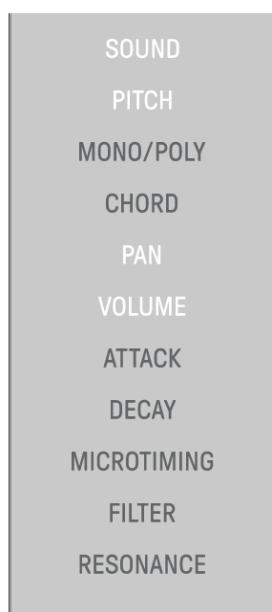 SOUND
PITCH
MONO/POLY
CHORD
PAN
VOLUME
ATTACK
DECAY
MICROTIMING
FILTER
RESONANCE